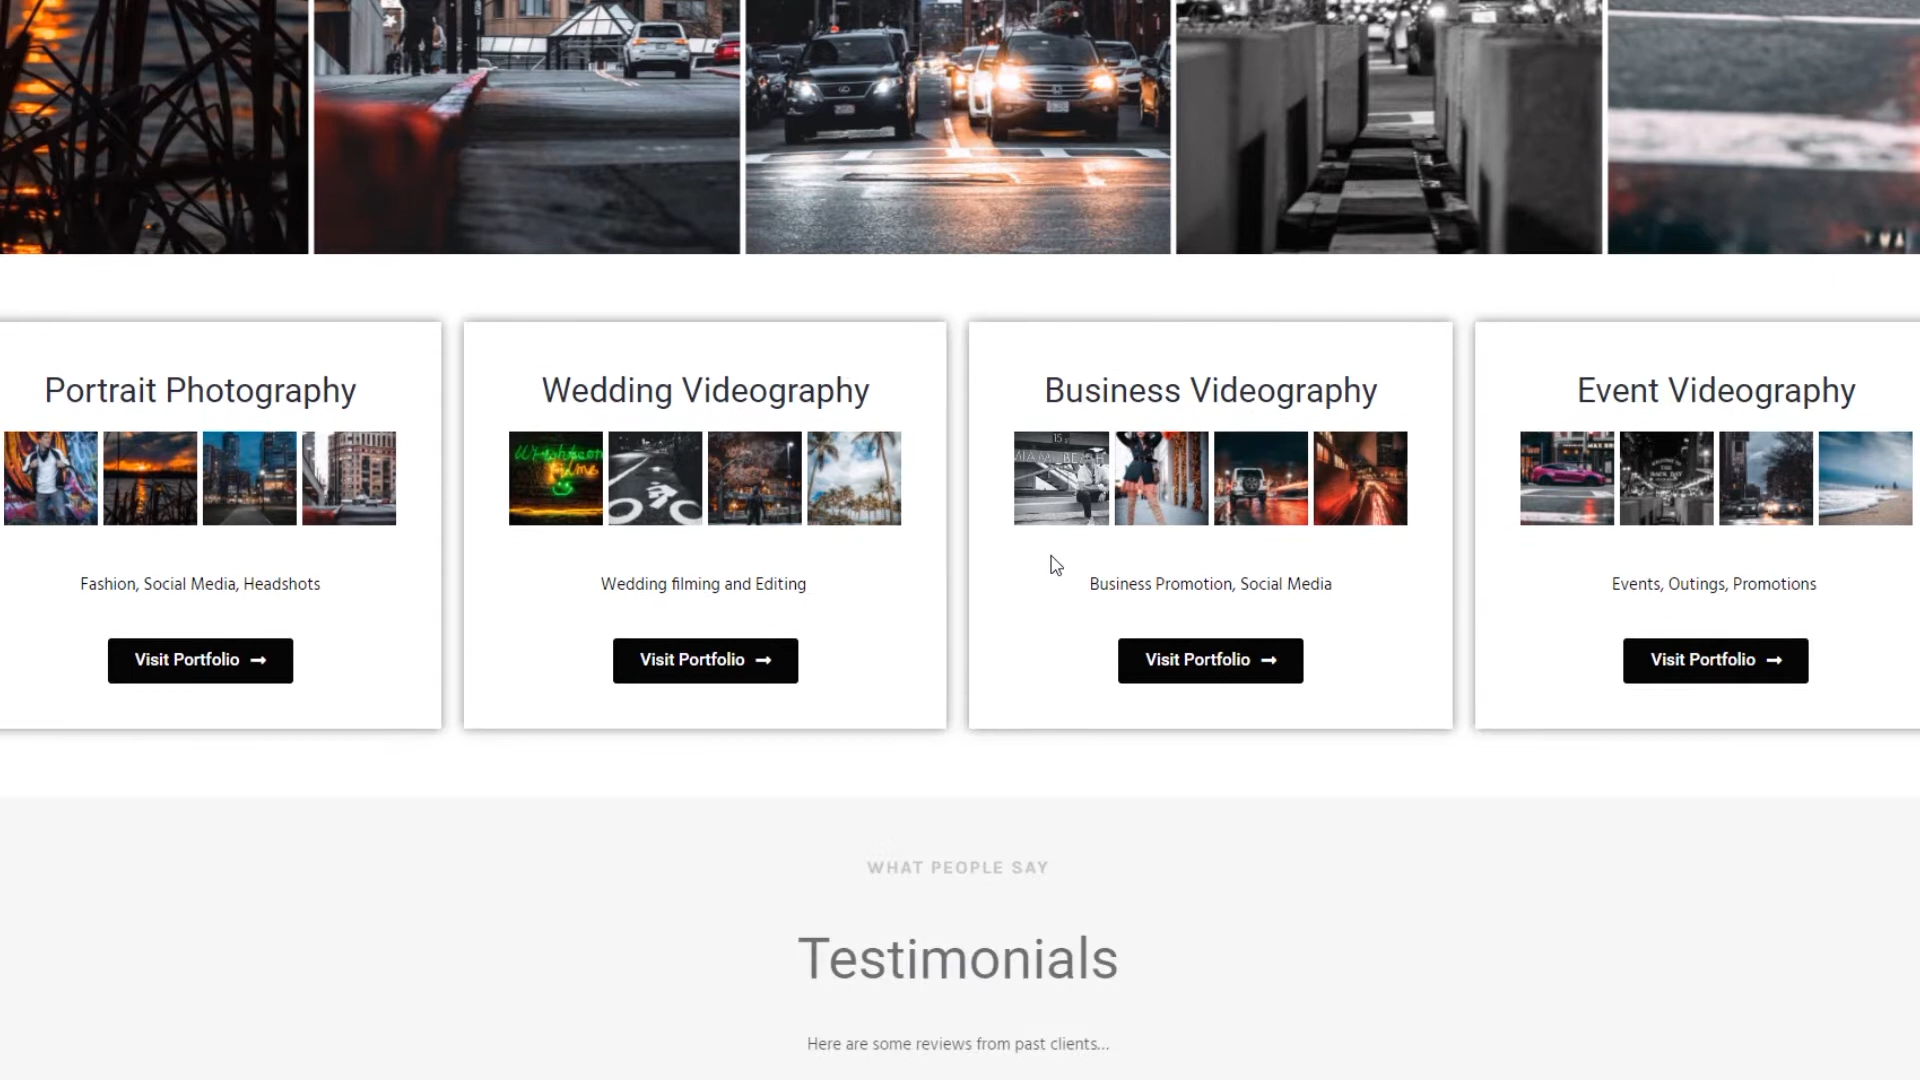 Portrait Photography
Wedding Videography
Business Videography
Event Videography
Fashion, Social Media, Headshots
Wedding filming and Editing
Business Promotion, Social Media
Events, Outings, Promotions
Visit Portfolio
Visit Portfolio
Visit Portfolio
Visit Portfolio
WHAT PEOPLE SAY
Testimonials
Here are some reviews from past clients...